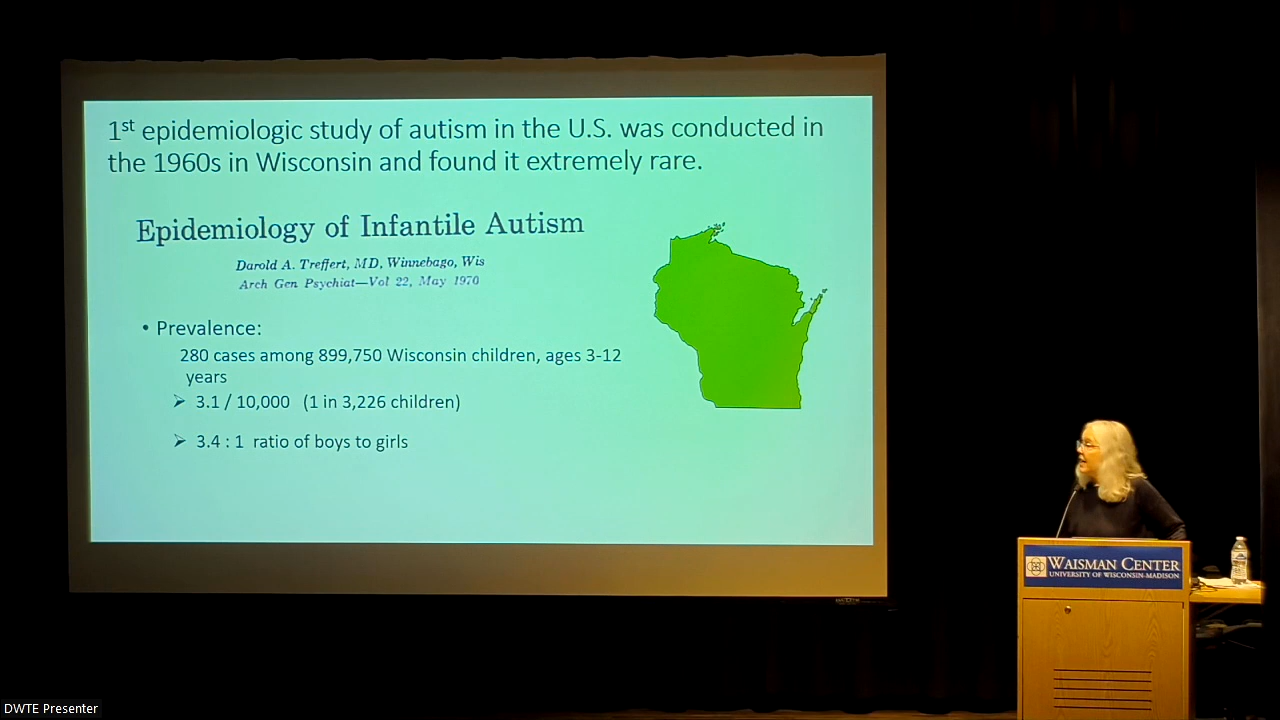 1st epidemiologic study of autism in the U.S. was conducted in
the 1960s in Wisconsin and found it extremely rare.
Epidemiology of Infantile Autism
Darold A. Treffert, MD, Winnebago, Wis
Arch Gen Psychiat—Vol 22, May 1970
• Prevalence:
280 cases among 899,750 Wisconsin children, ages 3-12
years
➢ 3.1 / 10,000 (1 in 3,226 children)
➢ 3.4 : 1 ratio of boys to girls
WAISMAN CENTER
UNIVERSITY OF WISCONSIN-MADISON
DWTE Presenter